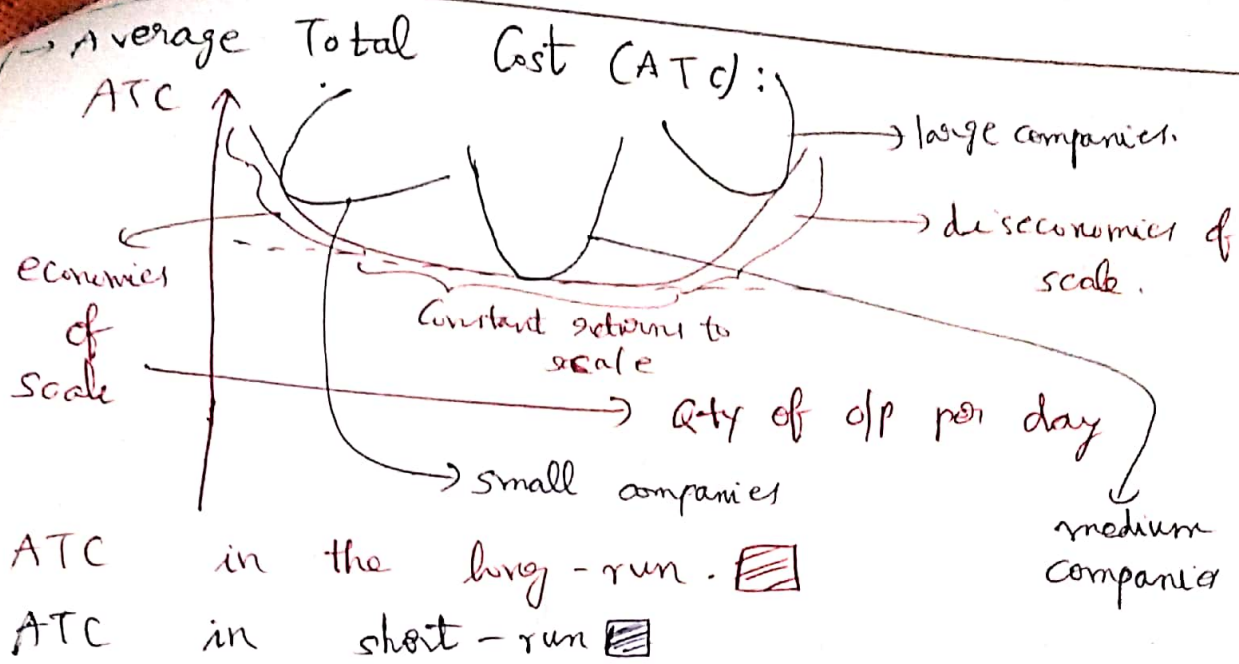 → Average Total Cost (ATC):
ATC
large companies.
diseconomies of
scale.
economies
of
scale
Constant returns to
scale
Qty of o/p per day
small companies
medium
companies
ATC in the long-run.
ATC in short-run